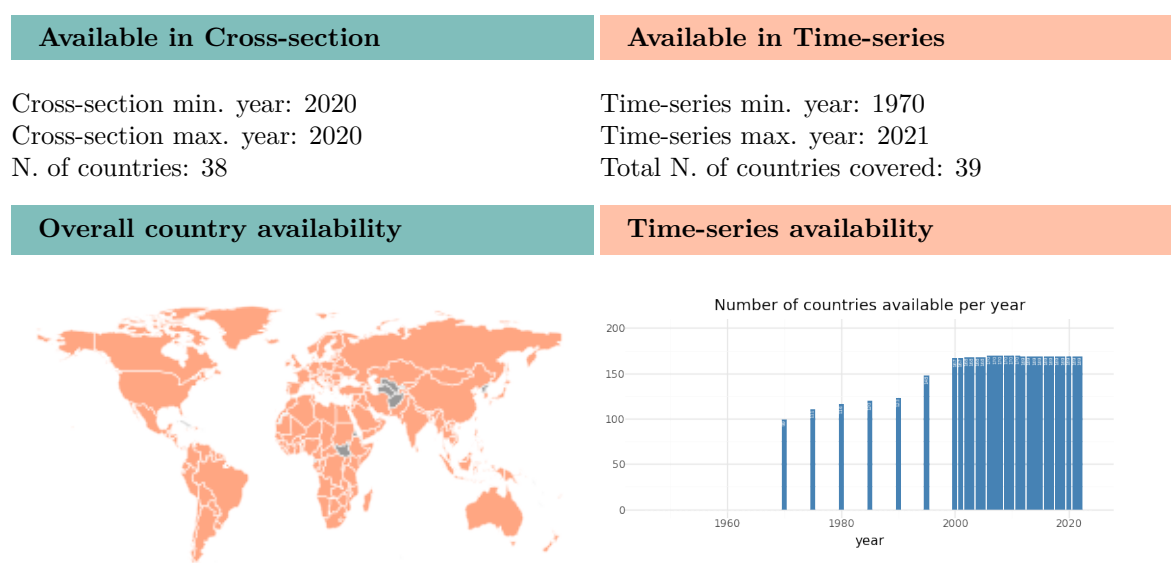 Available in Cross-section
Available in Time-series
Cross-section min. year: 2020
Cross-section max. year: 2020
N. of countries: 38
Time-series min. year: 1970
Time-series max. year: 2021
Total N. of countries covered: 39
Overall country availability
Time-series availability
Number of countries available per year
200
150
100
50
0
1960
1980
2000
2020
year